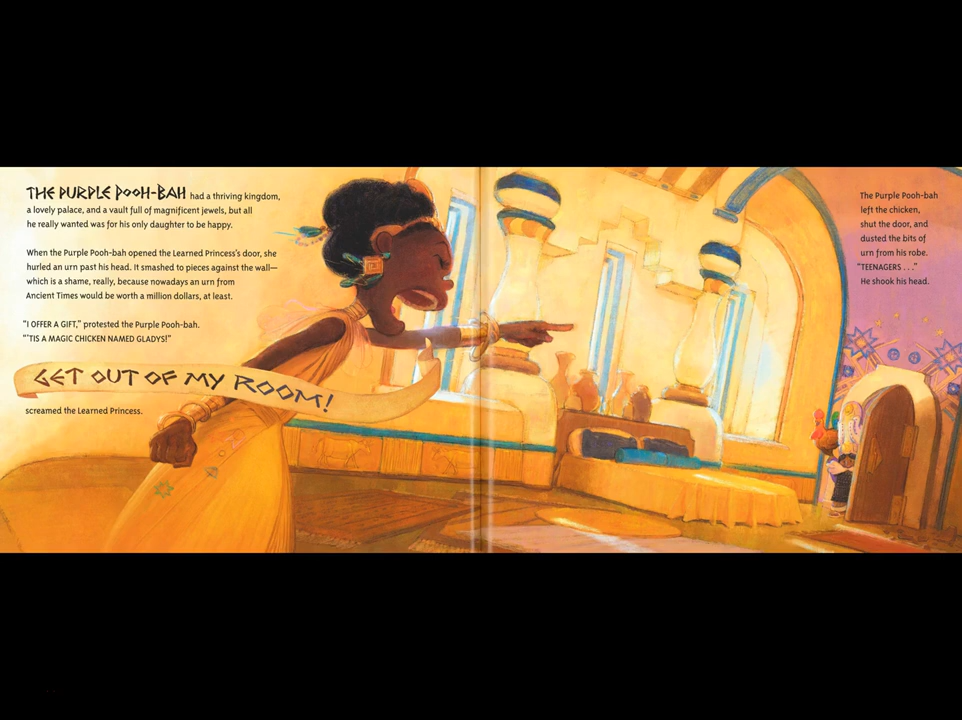 THE PURPLE POOH-BAH had a thriving kingdom,
a lovely palace, and a vault full of magnificent jewels, but all
he really wanted was for his only daughter to be happy.
When the Purple Pooh-bah opened the Learned Princess's door, she
hurled an urn past his head. It smashed to pieces against the wall—
which is a shame, really, because nowadays an urn from
Ancient Times would be worth a million dollars, at least.
"I OFFER A GIFT," protested the Purple Pooh-bah.
"'TIS A MAGIC CHICKEN NAMED GLADYS!"
GET OUT OF MY ROOM!
screamed the Learned Princess.
The Purple Pooh-bah
left the chicken,
shut the door, and
dusted the bits of
urn from his robe.
"TEENAGERS . . ."
He shook his head.